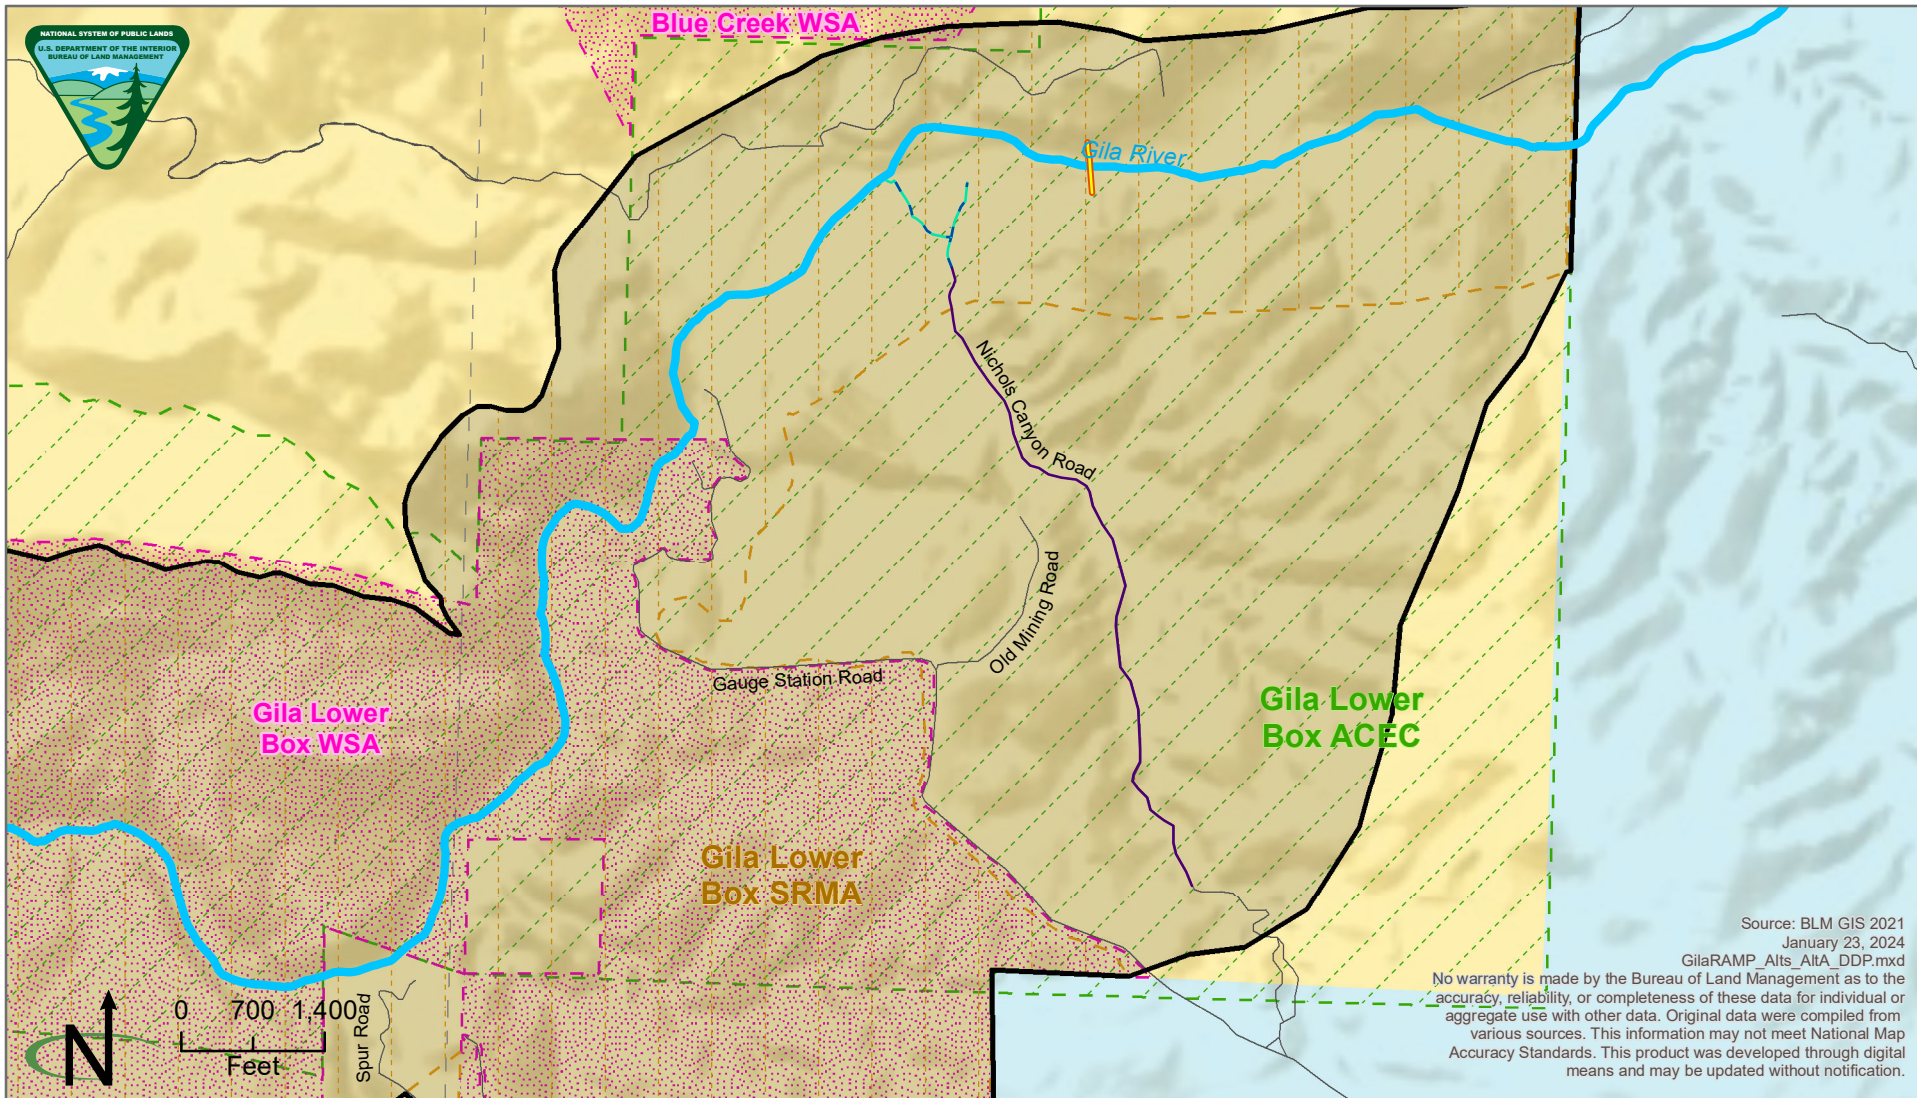 Blue Creek WSA
NATIONAL SYSTEM OF PUBLIC LANDS
U.S. DEPARTMENT OF THE INTERIOR
BUREAU OF LAND MANAGEMENT
Gila River
Nichols Canyon Road
Old Mining Road
Gauge Station Road
Gila Lower
Box WSA
Gila Lower
Box ACEC
Gila Lower
Box SRMA
Spur Road
0 700 1,400
Feet
N
Source: BLM GIS 2021
January 23, 2024
GilaRAMP_Alts_AltA_DDP.mxd
No warranty is made by the Bureau of Land Management as to the
accuracy, reliability, or completeness of these data for individual or
aggregate use with other data. Original data were compiled from
various sources. This information may not meet National Map
Accuracy Standards. This product was developed through digital
means and may be updated without notification.